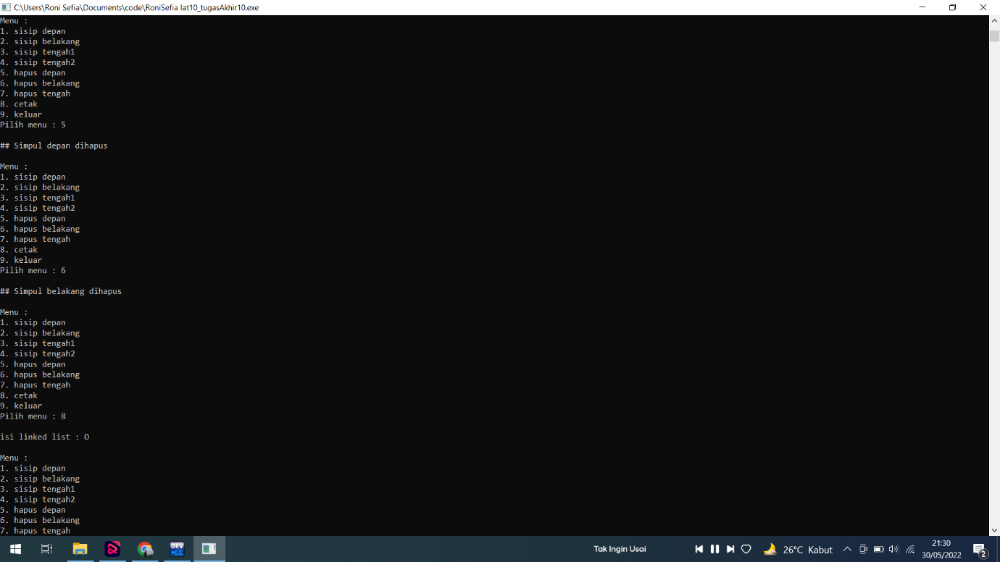 C:\Users\Roni Sefia\Documents\code\RoniSefia lat10_tugasAkhir10.exe
Menu :
1. sisip depan
2. sisip belakang
3. sisip tengah1
4. sisip tengah2
5. hapus depan
6. hapus belakang
7. hapus tengah
8. cetak
9. keluar
Pilih menu : 5
## Simpul depan dihapus
Menu :
1. sisip depan
2. sisip belakang
3. sisip tengah1
4. sisip tengah2
5. hapus depan
6. hapus belakang
7. hapus tengah
8. cetak
9. keluar
Pilih menu : 6
## Simpul belakang dihapus
Menu :
1. sisip depan
2. sisip belakang
3. sisip tengah1
4. sisip tengah2
5. hapus depan
6. hapus belakang
7. hapus tengah
8. cetak
9. keluar
Pilih menu : 8
isi linked list : O
Menu :
1. sisip depan
2. sisip belakang
3. sisip tengah1
4. sisip tengah2
5. hapus depan
6. hapus belakang
7. hapus tengah
DEV
C++
Tak Ingin Usai
26°C Kabut
21:30
30/05/2022
2